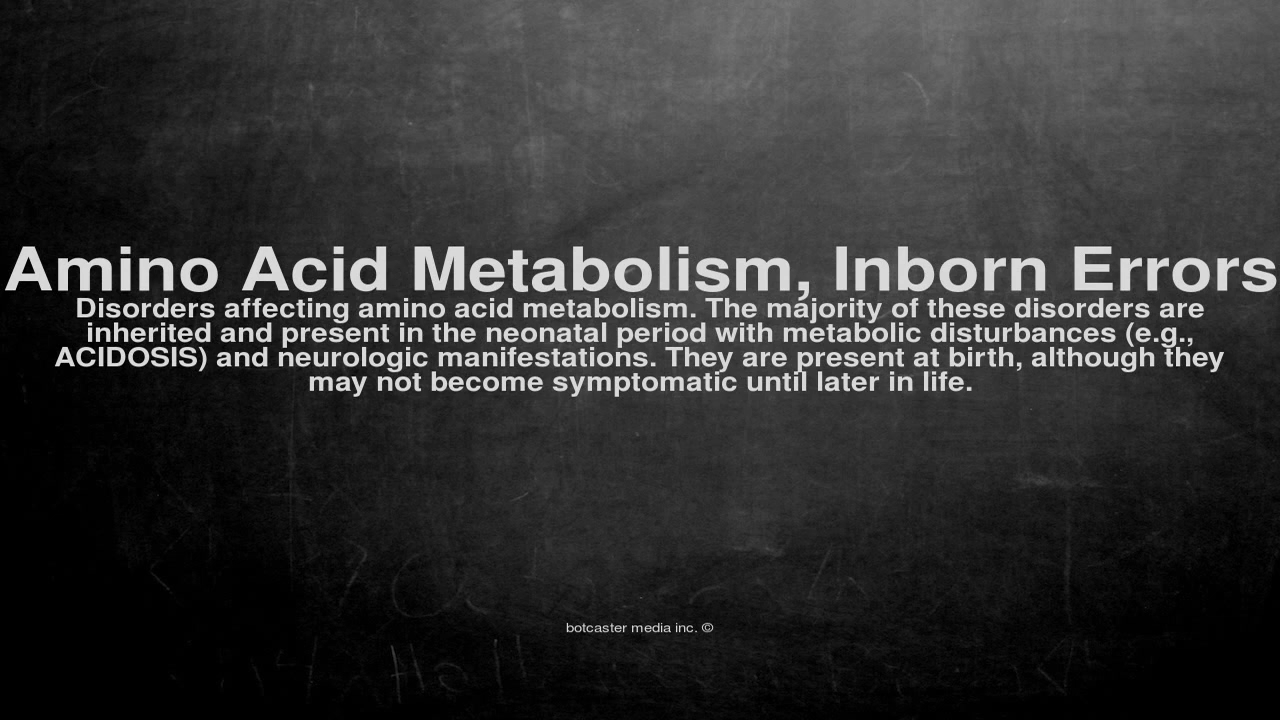 Amino Acid Metabolism, Inborn Errors
Disorders affecting amino acid metabolism. The majority of these disorders are
inherited and present in the neonatal period with metabolic disturbances (e.g.,
ACIDOSIS) and neurologic manifestations. They are present at birth, although they
may not become symptomatic until later in life.
botcaster media inc. ©